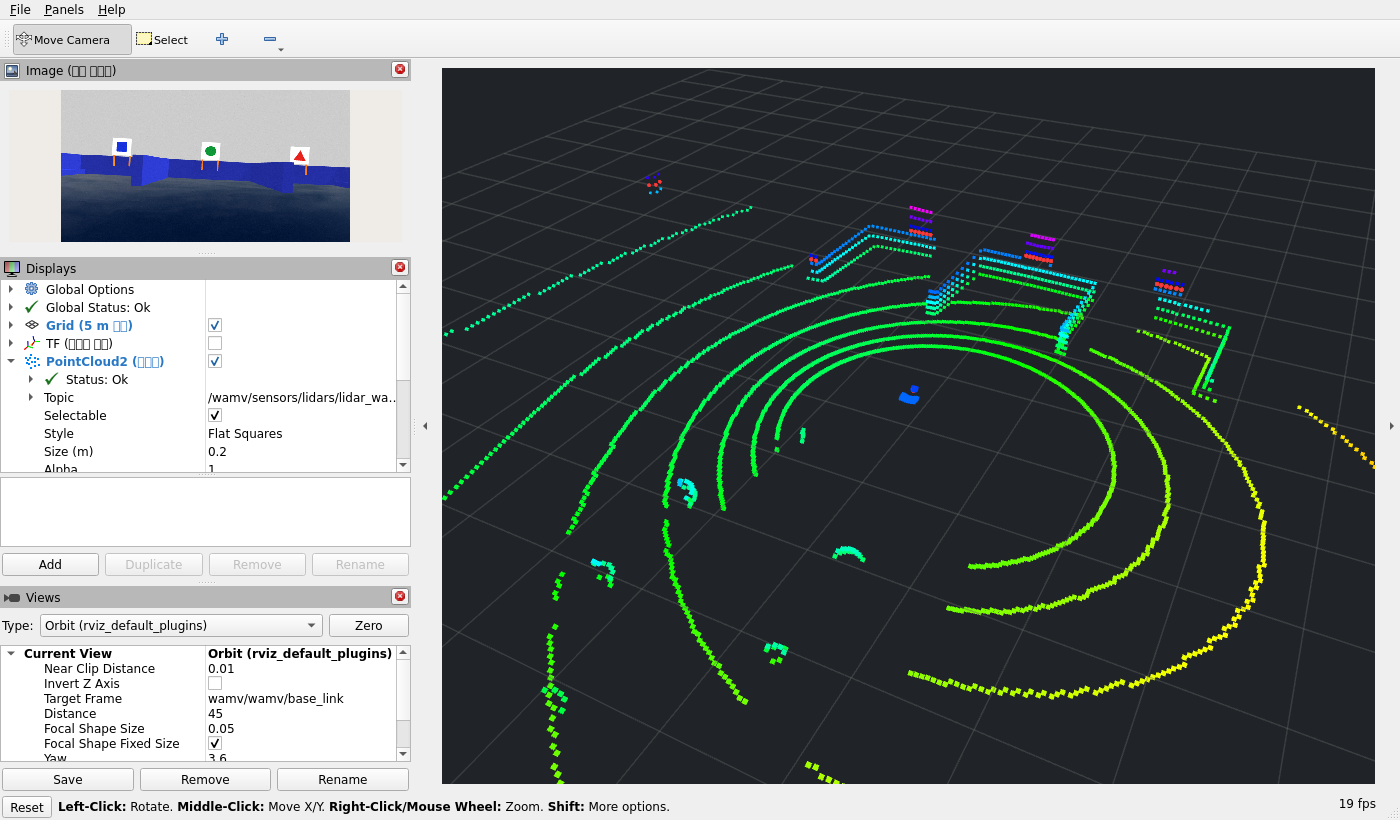 File Panels Help
Move Camera Select
Image (
Displays
Global Options
Global Status: Ok
Grid (5 m
TF (
PointCloud2 (
Status: Ok
Topic /wamv/sensors/lidars/lidar_wa...
Selectable
Style Flat Squares
Size (m) 0.2
Alpha 1
Add Duplicate Remove Rename
Views
Type: Orbit (rviz_default_plugins) Zero
Current View Orbit (rviz_default_plugins)
Near Clip Distance 0.01
Invert Z Axis
Target Frame wamv/wamv/base_link
Distance 45
Focal Shape Size 0.05
Focal Shape Fixed Size
Yaw 3.6
Save Remove Rename
Reset Left-Click: Rotate. Middle-Click: Move X/Y. Right-Click/Mouse Wheel: Zoom. Shift: More options. 19 fps